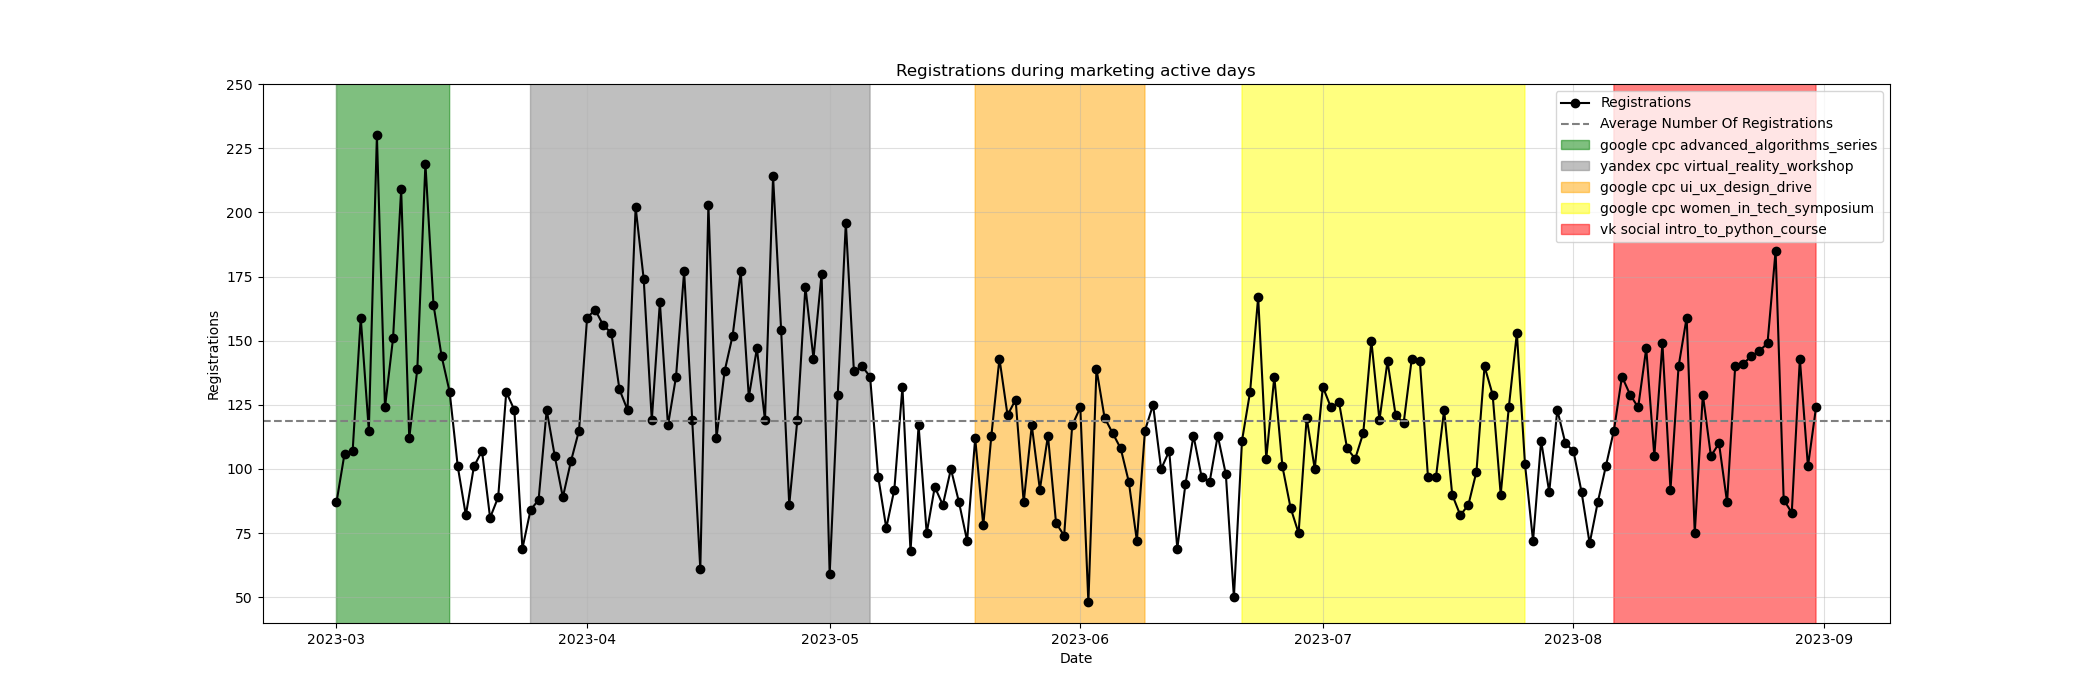 Registrations during marketing active days
250
225
200
175
150
125
100
75
50
Registrations
Registrations
Average Number Of Registrations
google cpc advanced_algorithms_series
yandex cpc virtual_reality_workshop
google cpc ui_ux_design_drive
google cpc women_in_tech_symposium
vk social intro_to_python_course
2023-03 2023-04 2023-05 2023-06 2023-07 2023-08 2023-09
Date